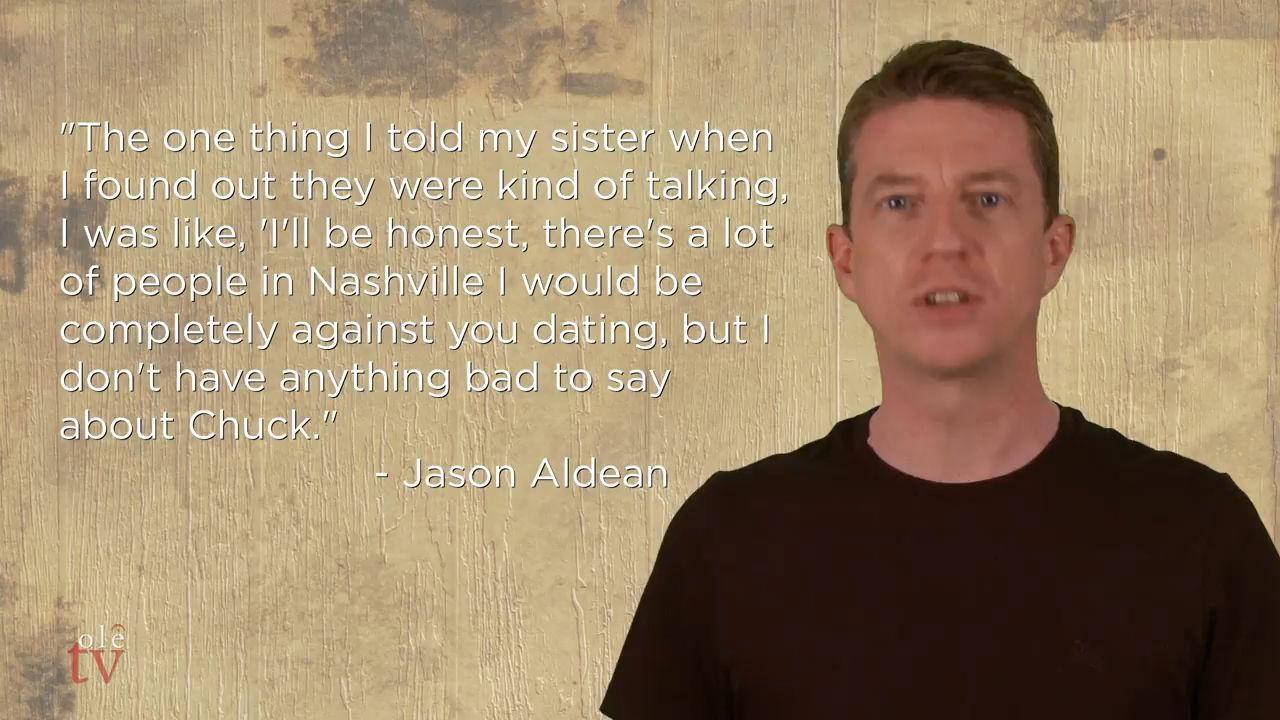 "The one thing I told my sister when
I found out they were kind of talking,
I was like, 'I'll be honest, there's a lot
of people in Nashville I would be
completely against you dating, but I
don't have anything bad to say
about Chuck."
- Jason Aldean
olê
tv